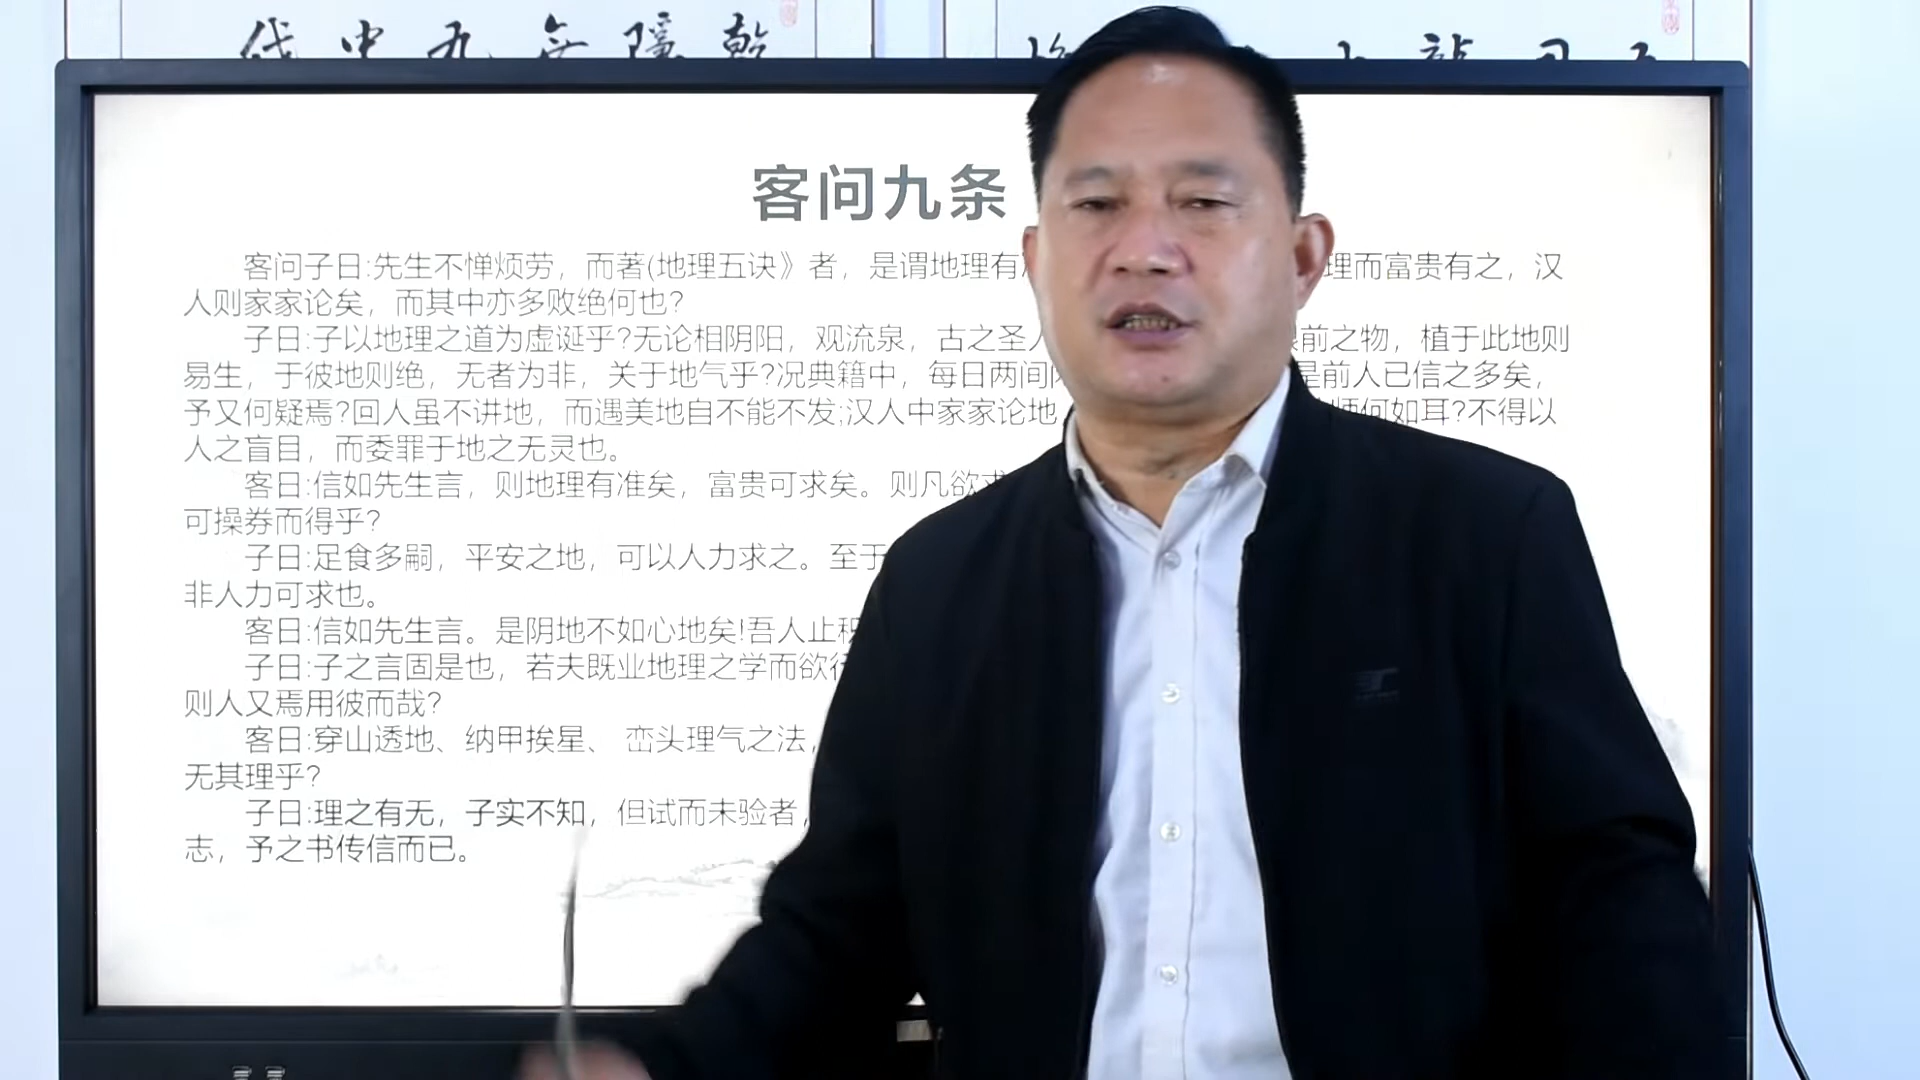 代中九無隱乾
客问九条
客问子日:先生不惮烦劳，而著(地理五诀》者，是谓地理有 理而富贵有之，汉
人则家家论矣，而其中亦多败绝何也?
子日:子以地理之道为虚诞乎?无论相阴阳，观流泉，古之圣 前之物，植于此地则
易生，于彼地则绝，无者为非，关于地气乎?况典籍中，每日两间 是前人已信之多矣，
予又何疑焉?回人虽不讲地，而遇美地自不能不发;汉人中家家论地 何如耳?不得以
人之盲目，而委罪于地之无灵也。
客日:信如先生言，则地理有准矣，富贵可求矣。则凡欲
可操券而得乎?
子日:足食多嗣，平安之地，可以人力求之。至于
非人力可求也。
客日:信如先生言。是阴地不如心地矣!吾人止
子日:子之言固是也，若夫既业地理之学而欲
则人又焉用彼而哉?
客日:穿山透地、纳甲挨星、 峦头理气之法，
无其理乎?
子日:理之有无，子实不知，但试而未验者，
志，予之书传信而已。